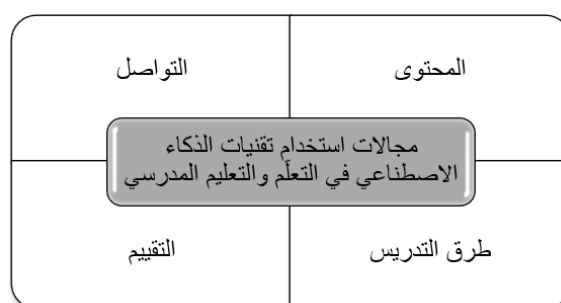 المحتوى
التواصل
مجالات استخدام تقنيات الذكاء
الاصطناعي في التعلّم والتعليم المدرسي
طرق التدريس
التقييم